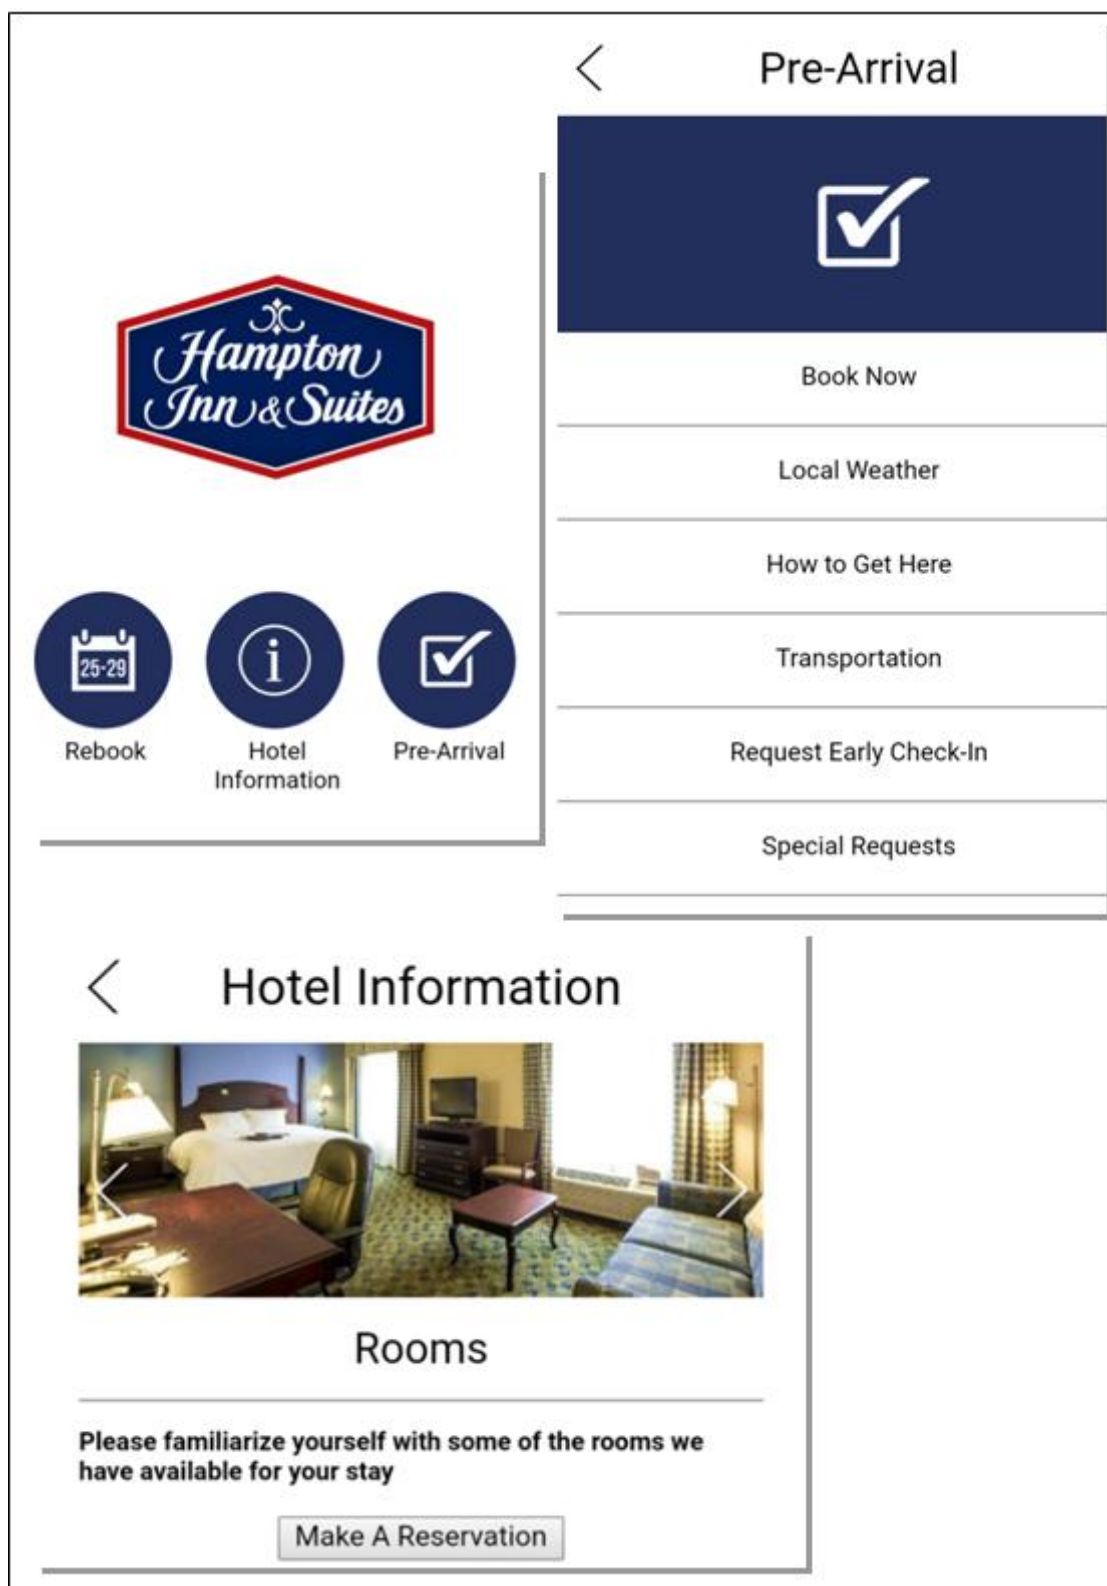 Hampton
Inn & Suites
25-29
Rebook
Hotel
Information
Pre-Arrival
Pre-Arrival
Book Now
Local Weather
How to Get Here
Transportation
Request Early Check-In
Special Requests
Hotel Information
Rooms
Please familiarize yourself with some of the rooms we
have available for your stay
Make A Reservation